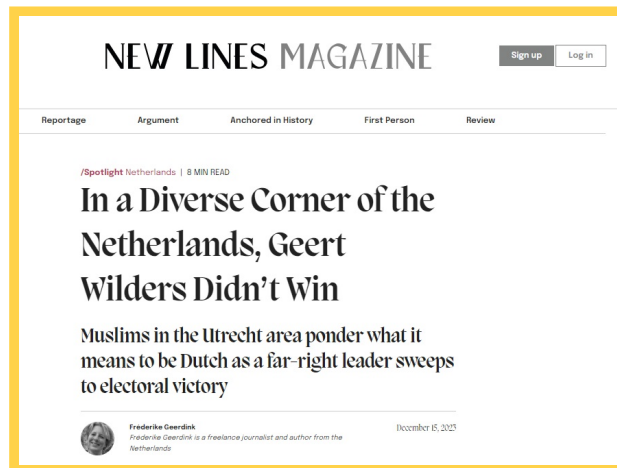 NEW LINES MAGAZINE
Sign up
Log in
Reportage Argument Anchored in History First Person Review
/Spotlight Netherlands | 8 MIN READ
In a Diverse Corner of the
Netherlands, Geert
Wilders Didn't Win
Muslims in the Utrecht area ponder what it
means to be Dutch as a far-right leader sweeps
to electoral victory
Frederike Geerdink
Frederike Geerdink is a freelance journalist and author from the
Netherlands
December 15, 2023